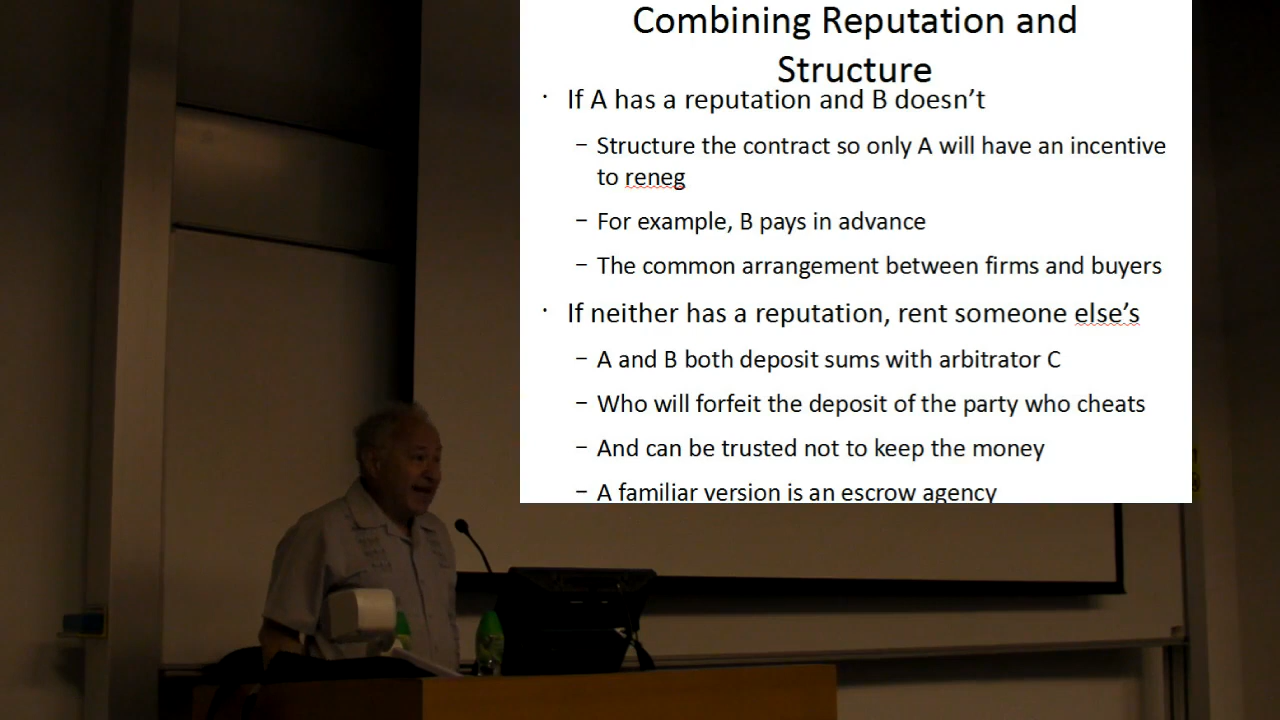 Combining Reputation and
Structure
· If A has a reputation and B doesn’t
– Structure the contract so only A will have an incentive
to reneg
– For example, B pays in advance
– The common arrangement between firms and buyers
· If neither has a reputation, rent someone else’s
– A and B both deposit sums with arbitrator C
– Who will forfeit the deposit of the party who cheats
– And can be trusted not to keep the money
– A familiar version is an escrow agency